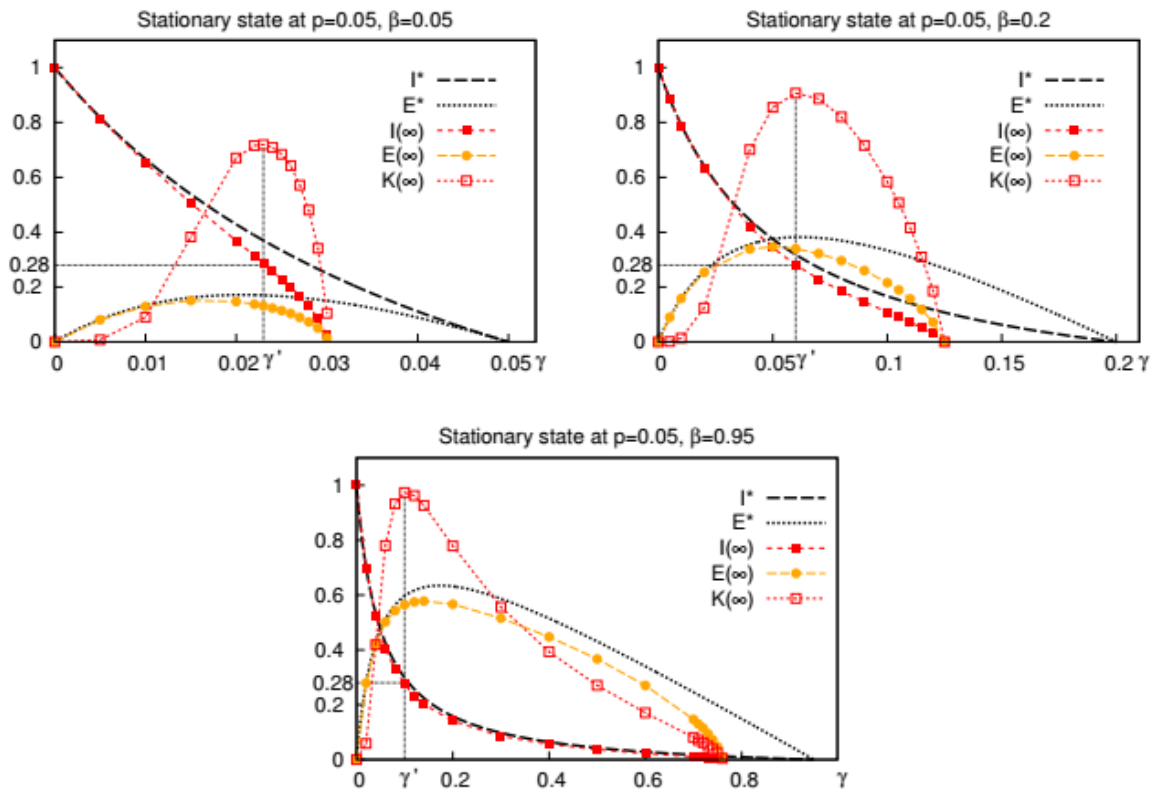 Stationary state at p=0.05, β=0.05
1
0.8
0.6
0.4
0.28
0.2
0
I*
E*
I(∞)
E(∞)
K(∞)
0 0.01 0.02 γ' 0.03 0.04 0.05 γ
Stationary state at p=0.05, β=0.2
1
0.8
0.6
0.4
0.28
0.2
0
I*
E*
I(∞)
E(∞)
K(∞)
0 0.05 γ' 0.1 0.15 0.2 γ
Stationary state at p=0.05, β=0.95
1
0.8
0.6
0.4
0.28
0.2
0
I*
E*
I(∞)
E(∞)
K(∞)
0 γ' 0.2 0.4 0.6 0.8 γ